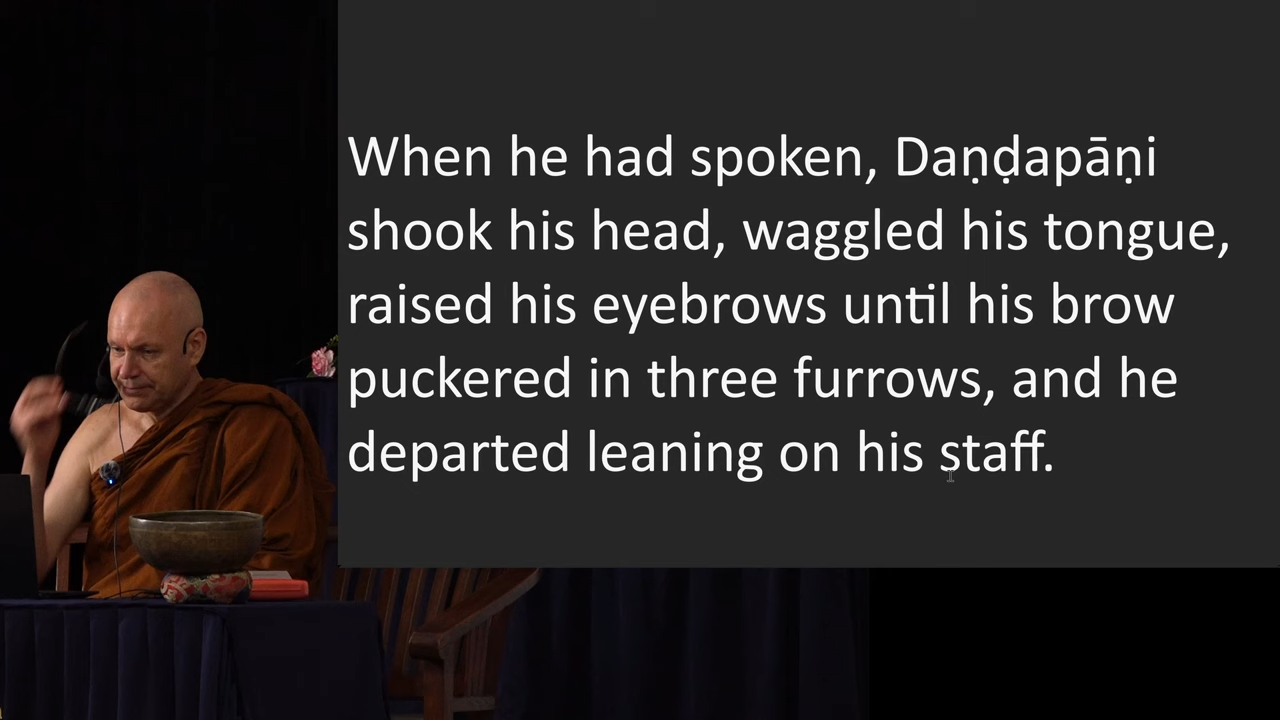 When he had spoken, Daṇḍapāṇi
shook his head, waggled his tongue,
raised his eyebrows until his brow
puckered in three furrows, and he
departed leaning on his staff.